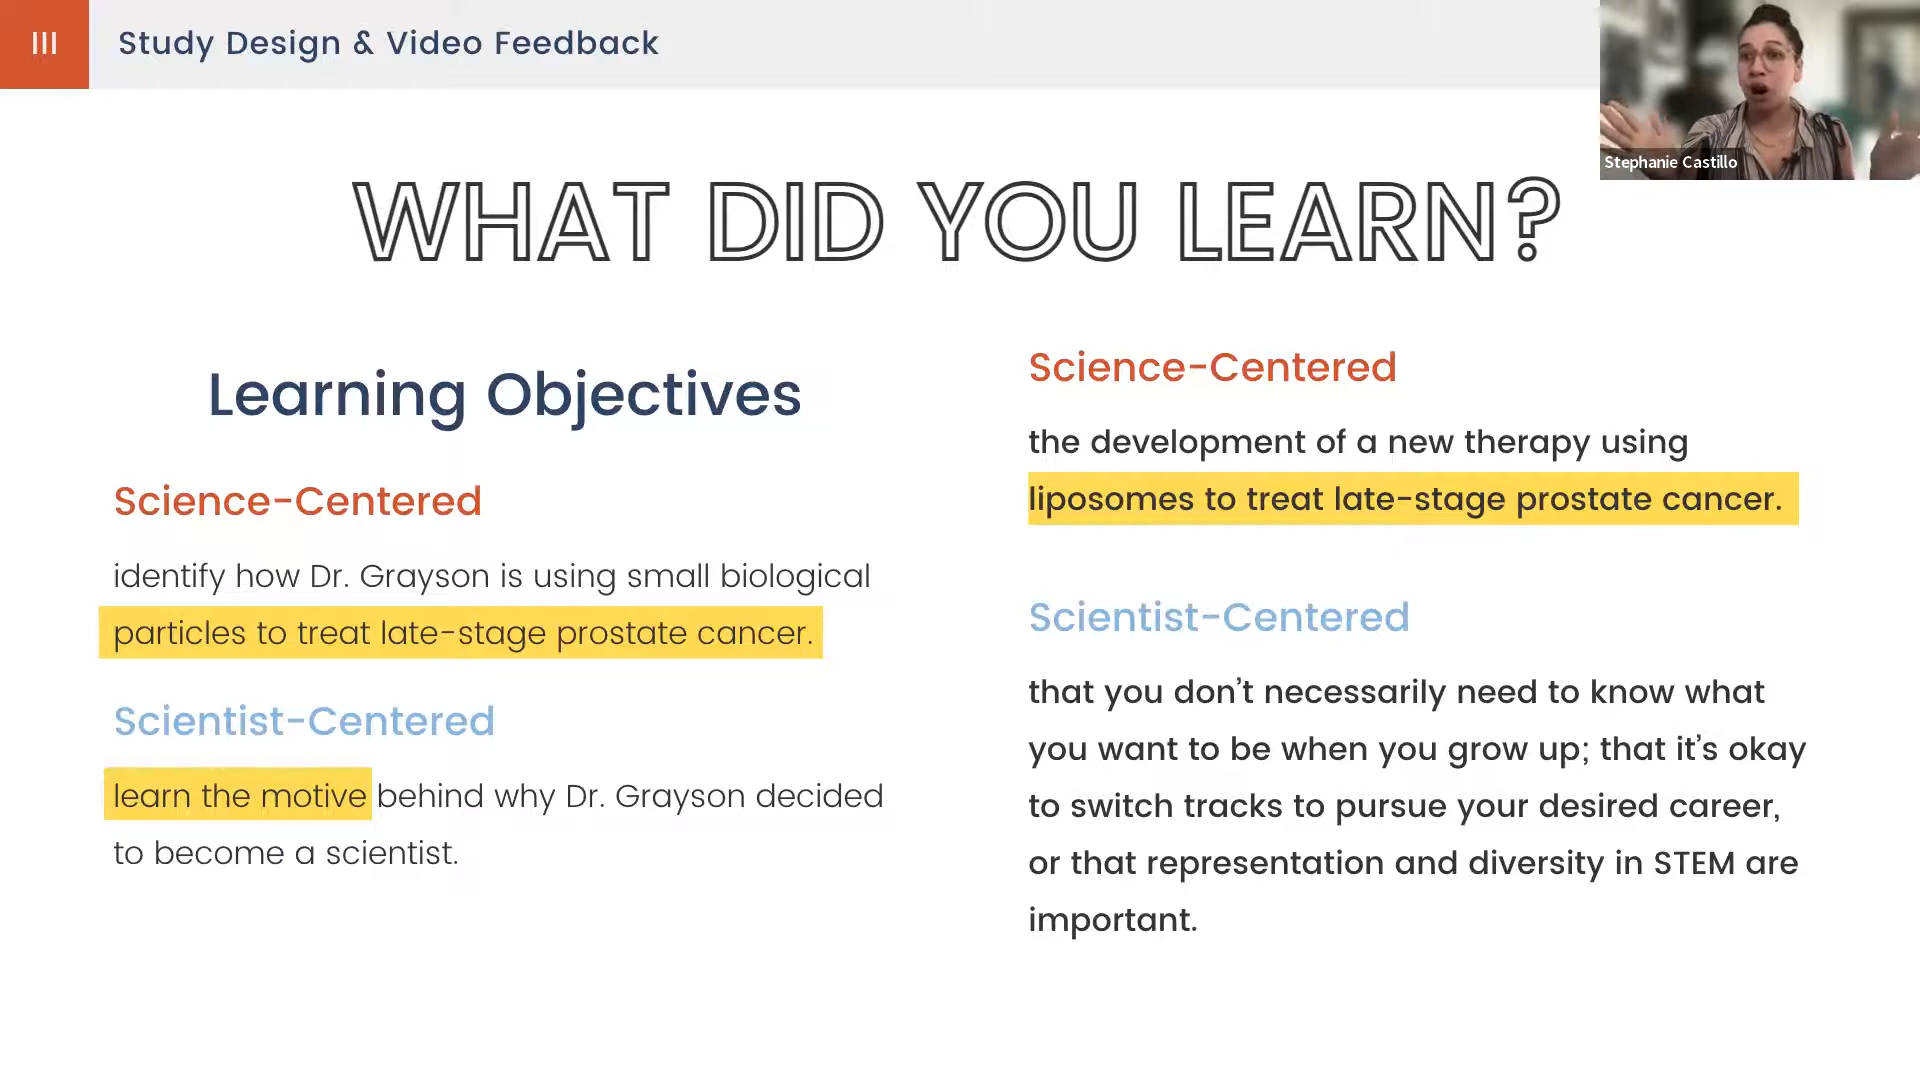 III
Study Design & Video Feedback
Stephanie Castillo
WHAT DID YOU LEARN?
Learning Objectives
Science-Centered
identify how Dr. Grayson is using small biological
particles to treat late-stage prostate cancer.
Scientist-Centered
learn the motive behind why Dr. Grayson decided
to become a scientist.
Science-Centered
the development of a new therapy using
liposomes to treat late-stage prostate cancer.
Scientist-Centered
that you don’t necessarily need to know what
you want to be when you grow up; that it’s okay
to switch tracks to pursue your desired career,
or that representation and diversity in STEM are
important.